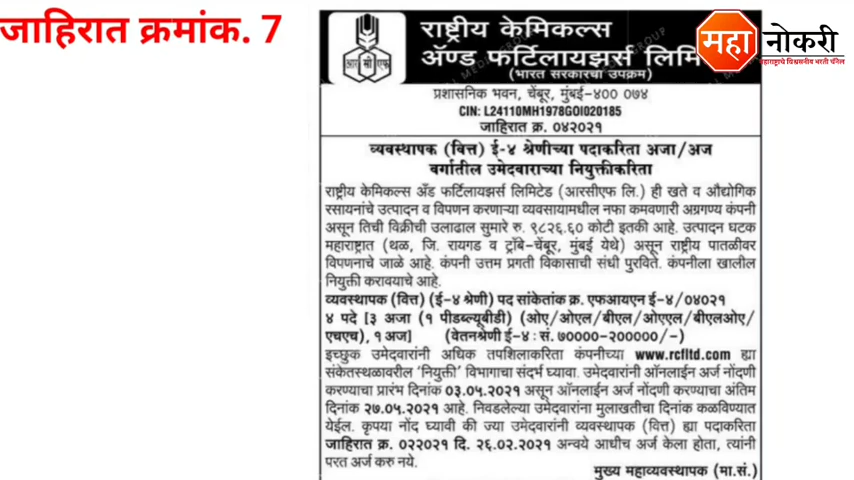 जाहिरात क्रमांक. 7
राष्ट्रीय केमिकल्स
ॲण्ड फर्टिलायझर्स लिमि
(भारत सरकारचा उपक्रम)
आर सी एफ
महा नोकरी
महाराष्ट्राचे विश्वसनीय भरती चॅनेल
प्रशासनिक भवन, चेंबूर, मुंबई-४०० ०७४
CIN: L24110MH1978GOI020185
जाहिरात क्र. ०४२०२१
व्यवस्थापक (वित्त) ई-४ श्रेणीच्या पदाकरिता अजा/अज
वर्गातील उमेदवाराच्या नियुक्तीकरिता
राष्ट्रीय केमिकल्स अँड फर्टिलायझर्स लिमिटेड (आरसीएफ लि.) ही खते व औद्योगिक
रसायनांचे उत्पादन व विपणन करणाऱ्या व्यवसायामधील नफा कमवणारी अग्रगण्य कंपनी
असून तिची विक्रीची उलाढाल सुमारे रु. ९८२६.६० कोटी इतकी आहे. उत्पादन घटक
महाराष्ट्रात (थळ, जि. रायगड व ट्रॉंबे-चेंबूर, मुंबई येथे) असून राष्ट्रीय पातळीवर
विपणनाचे जाळे आहे. कंपनी उत्तम प्रगती विकासाची संधी पुरविते. कंपनीला खालील
नियुक्ती करावयाचे आहे.
व्यवस्थापक (वित्त) (ई-४ श्रेणी) पद सांकेतांक क्र. एफआयएन ई-४/०४०२१
४ पदे [३ अजा (१ पीडब्ल्यूबीडी) (ओए/ओएल/बीएल/ओएएल/बीएलओए/
एचएच), १ अज] (वेतनश्रेणी ई-४ : सं. ७००००-२०००००/-)
इच्छुक उमेदवारांनी अधिक तपशिलाकरिता कंपनीच्या www.rcfltd.com ह्या
संकेतस्थळावरील 'नियुक्ती' विभागाचा संदर्भ घ्यावा. उमेदवारांनी ऑनलाईन अर्ज नोंदणी
करण्याचा प्रारंभ दिनांक ०३.०५.२०२१ असून ऑनलाईन अर्ज नोंदणी करण्याचा अंतिम
दिनांक २७.०५.२०२१ आहे. निवडलेल्या उमेदवारांना मुलाखतीचा दिनांक कळविण्यात
येईल. कृपया नोंद घ्यावी की ज्या उमेदवारांनी व्यवस्थापक (वित्त) ह्या पदाकरिता
जाहिरात क्र. ०२२०२१ दि. २६.०२.२०२१ अन्वये आधीच अर्ज केला होता, त्यांनी
परत अर्ज करु नये.
मुख्य महाव्यवस्थापक (मा.सं.)